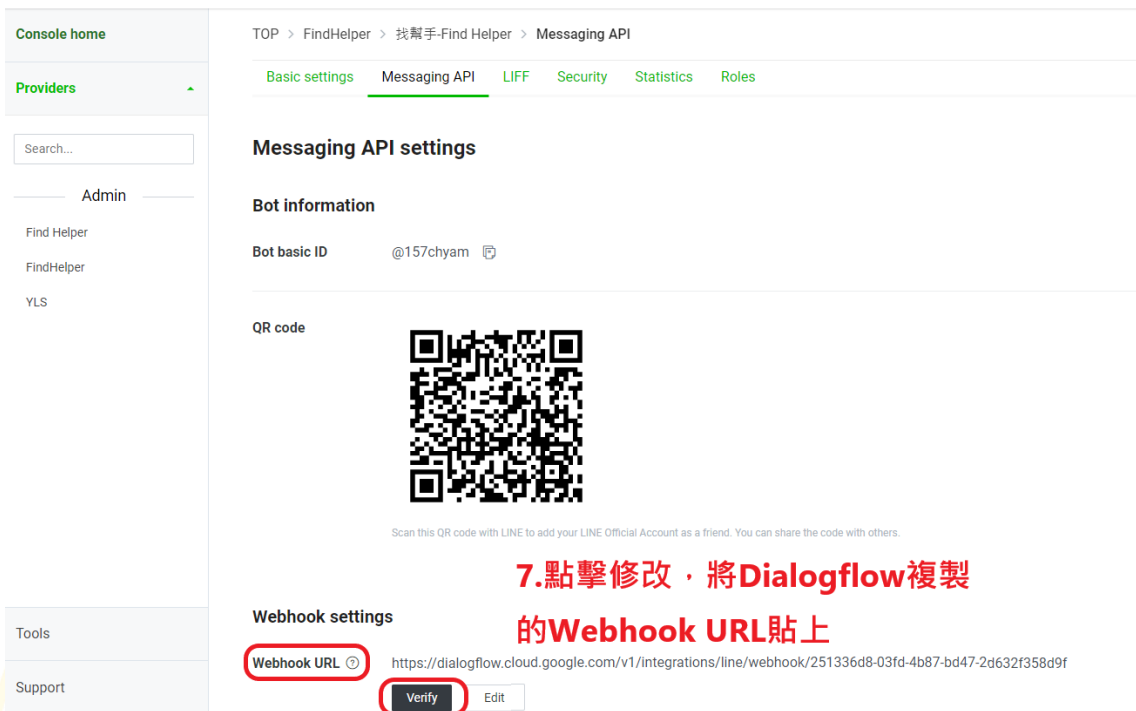 Console home
Providers
Search...
Admin
Find Helper
FindHelper
YLS
Tools
Support
TOP > FindHelper > 找幫手-Find Helper > Messaging API
Basic settings Messaging API LIFF Security Statistics Roles
Messaging API settings
Bot information
Bot basic ID @157chyam
QR code
Scan this QR code with LINE to add your LINE Official Account as a friend. You can share the code with others.
7.點擊修改，將Dialogflow複製
的Webhook URL貼上
Webhook settings
Webhook URL ? https://dialogflow.cloud.google.com/v1/integrations/line/webhook/251336d8-03fd-4b87-bd47-2d632f358d9f
Verify Edit